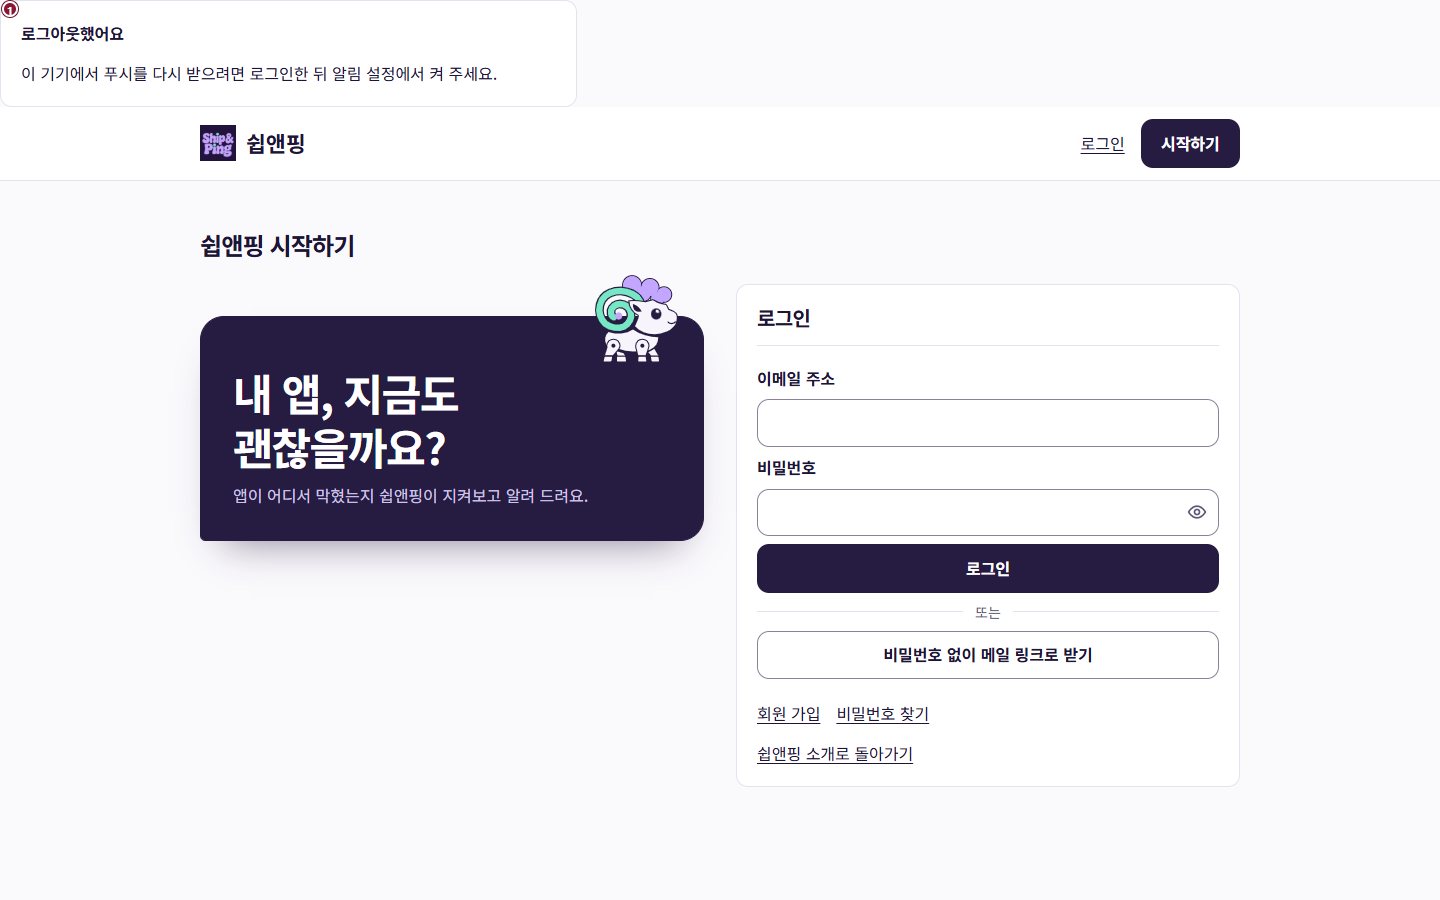 1
로그아웃했어요
이 기기에서 푸시를 다시 받으려면 로그인한 뒤 알림 설정에서 켜 주세요.
Ship&
Ping
쉽앤핑
로그인
시작하기
쉽앤핑 시작하기
내 앱, 지금도
괜찮을까요?
앱이 어디서 막혔는지 쉽앤핑이 지켜보고 알려 드려요.
로그인
이메일 주소
비밀번호
로그인
또는
비밀번호 없이 메일 링크로 받기
회원 가입 비밀번호 찾기
쉽앤핑 소개로 돌아가기